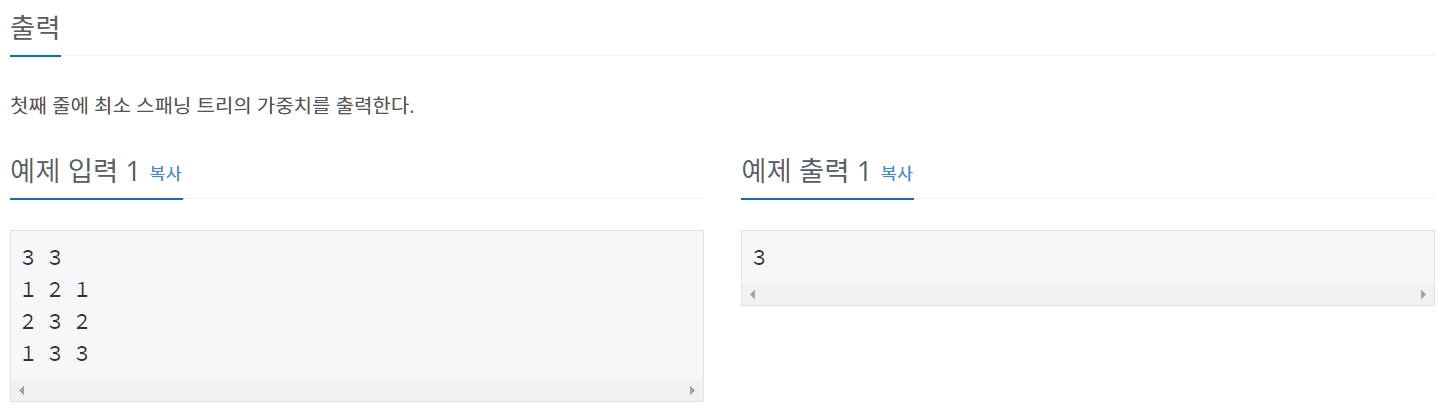 출력
첫째 줄에 최소 스패닝 트리의 가중치를 출력한다.
예제 입력 1 복사
3 3
1 2 1
2 3 2
1 3 3
예제 출력 1 복사
3